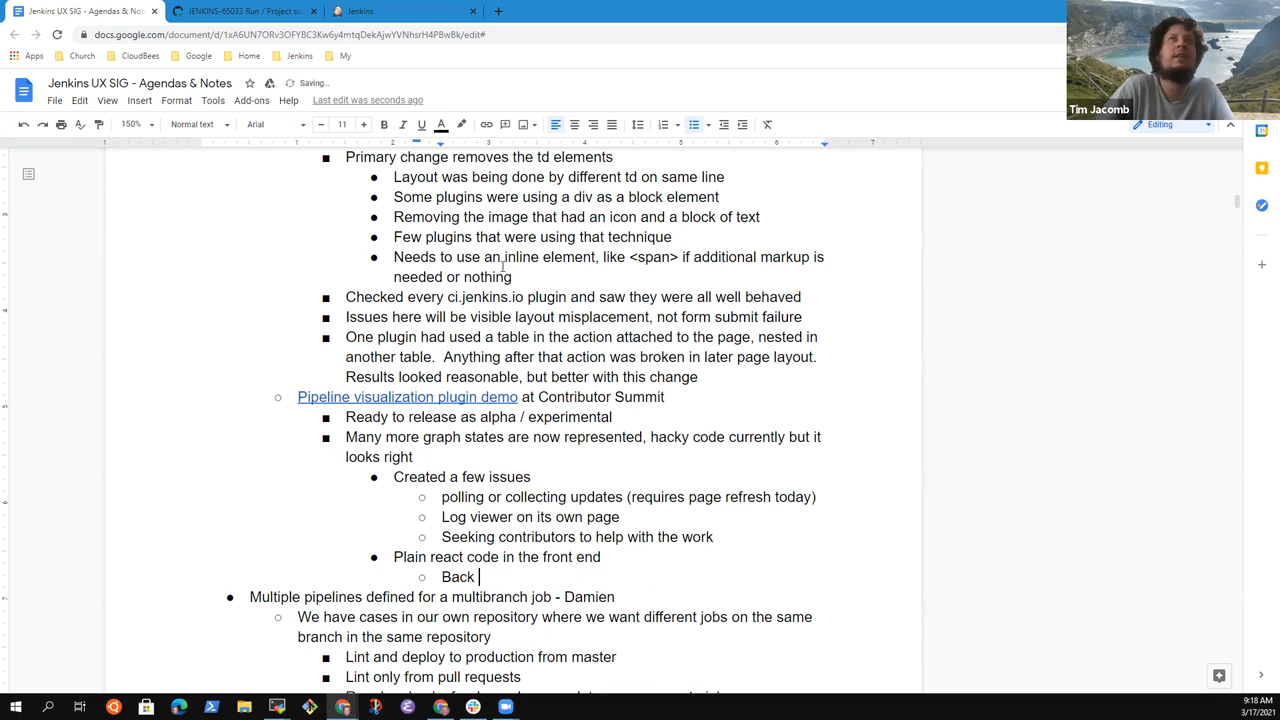 Jenkins UX SIG - Agendas & Notes
JENKINS-65033 Run / Project su
Jenkins
docs.google.com/document/d/1xA6UN7ORv3OFYBC3Kw6y4mtqDekAjwYVNhsrH4PBwBk/edit#
Apps Church CloudBees Google Home Jenkins My
Jenkins UX SIG - Agendas & Notes
Saving...
File Edit View Insert Format Tools Add-ons Help Last edit was seconds ago
150% Normal text Arial 11
Editing
Tim Jacomb
1 1 2 3 4 5 6 7
Primary change removes the td elements
Layout was being done by different td on same line
Some plugins were using a div as a block element
Removing the image that had an icon and a block of text
Few plugins that were using that technique
Needs to use an inline element, like <span> if additional markup is
needed or nothing
Checked every ci.jenkins.io plugin and saw they were all well behaved
Issues here will be visible layout misplacement, not form submit failure
One plugin had used a table in the action attached to the page, nested in
another table. Anything after that action was broken in later page layout.
Results looked reasonable, but better with this change
Pipeline visualization plugin demo at Contributor Summit
Ready to release as alpha / experimental
Many more graph states are now represented, hacky code currently but it
looks right
Created a few issues
polling or collecting updates (requires page refresh today)
Log viewer on its own page
Seeking contributors to help with the work
Plain react code in the front end
Back
Multiple pipelines defined for a multibranch job - Damien
We have cases in our own repository where we want different jobs on the same
branch in the same repository
Lint and deploy to production from master
Lint only from pull requests
9:18 AM
3/17/2021